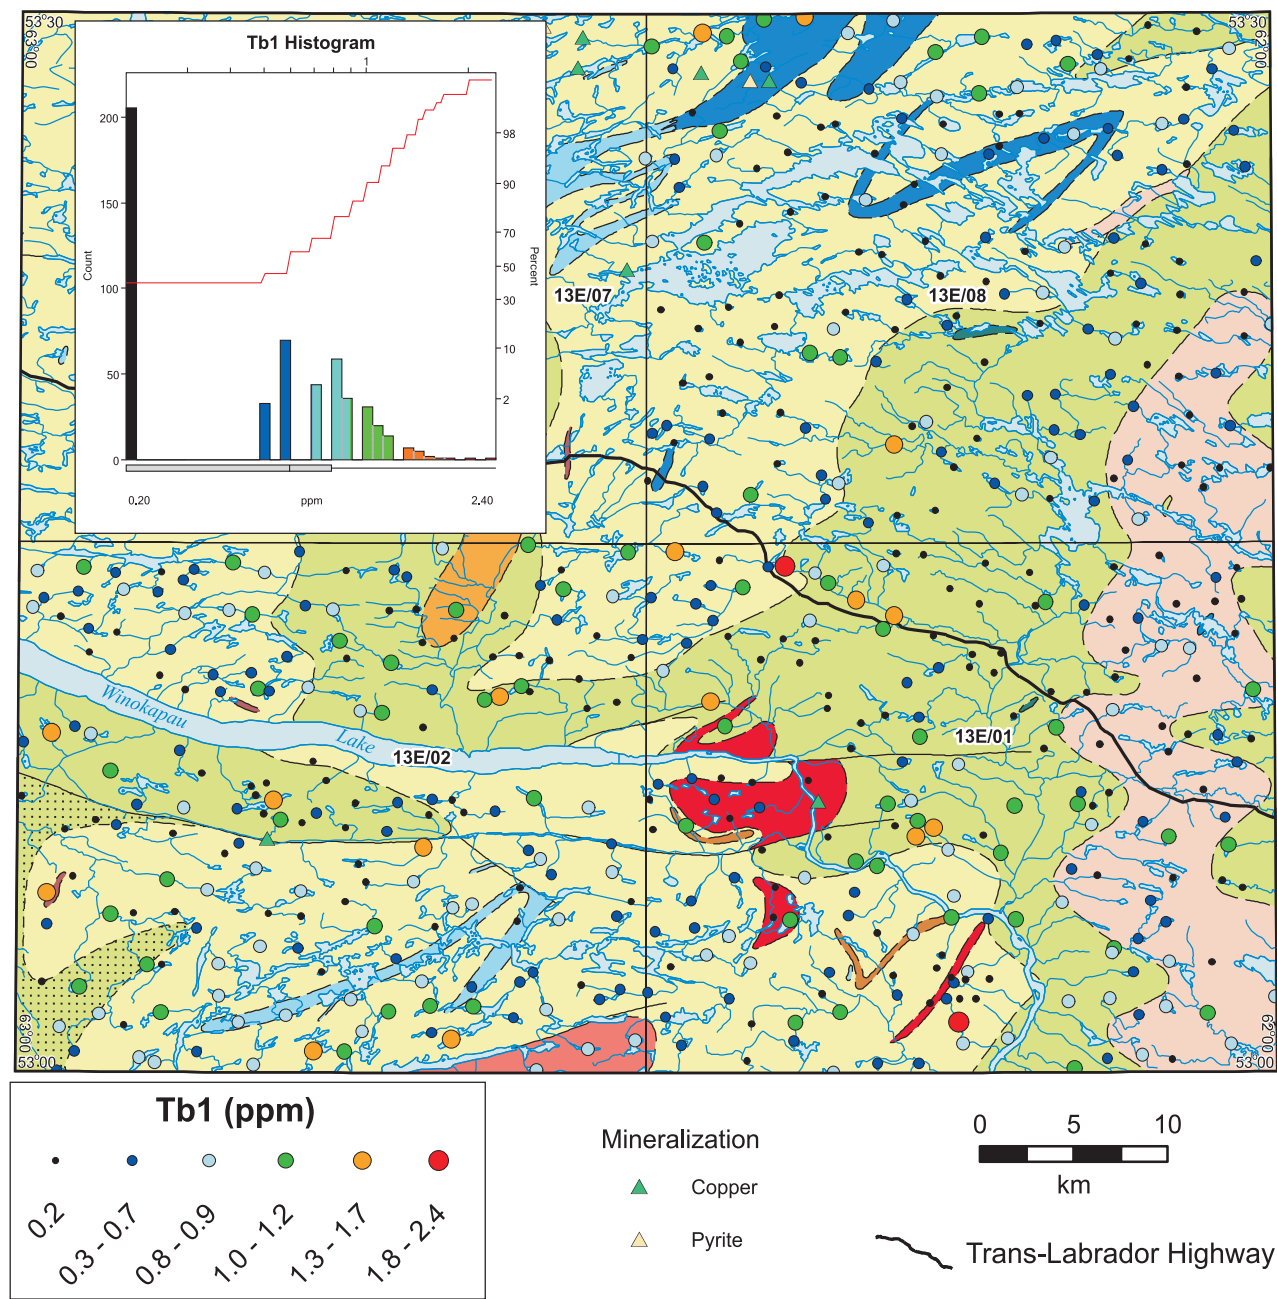 53°30'
63°00'
53°30'
62°00'
Tb1 Histogram
1
200
150
100
50
0
Count
98
90
70
50
30
10
2
Percent
0.20
ppm
2.40
13E/07
13E/08
Winokapau
Lake
13E/02
13E/01
63°00'
53°00'
62°00'
53°00'
Tb1 (ppm)
0.2
0.3 - 0.7
0.8 - 0.9
1.0 - 1.2
1.3 - 1.7
1.8 - 2.4
Mineralization
Copper
Pyrite
0 5 10
km
Trans-Labrador Highway